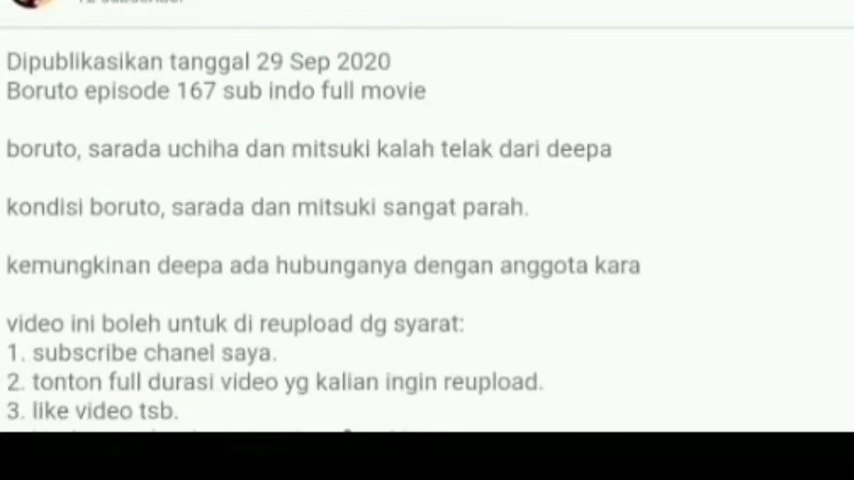 Dipublikasikan tanggal 29 Sep 2020
Boruto episode 167 sub indo full movie
boruto, sarada uchiha dan mitsuki kalah telak dari deepa
kondisi boruto, sarada dan mitsuki sangat parah.
kemungkinan deepa ada hubunganya dengan anggota kara
video ini boleh untuk di reupload dg syarat:
1. subscribe chanel saya.
2. tonton full durasi video yg kalian ingin reupload.
3. like video tsb.